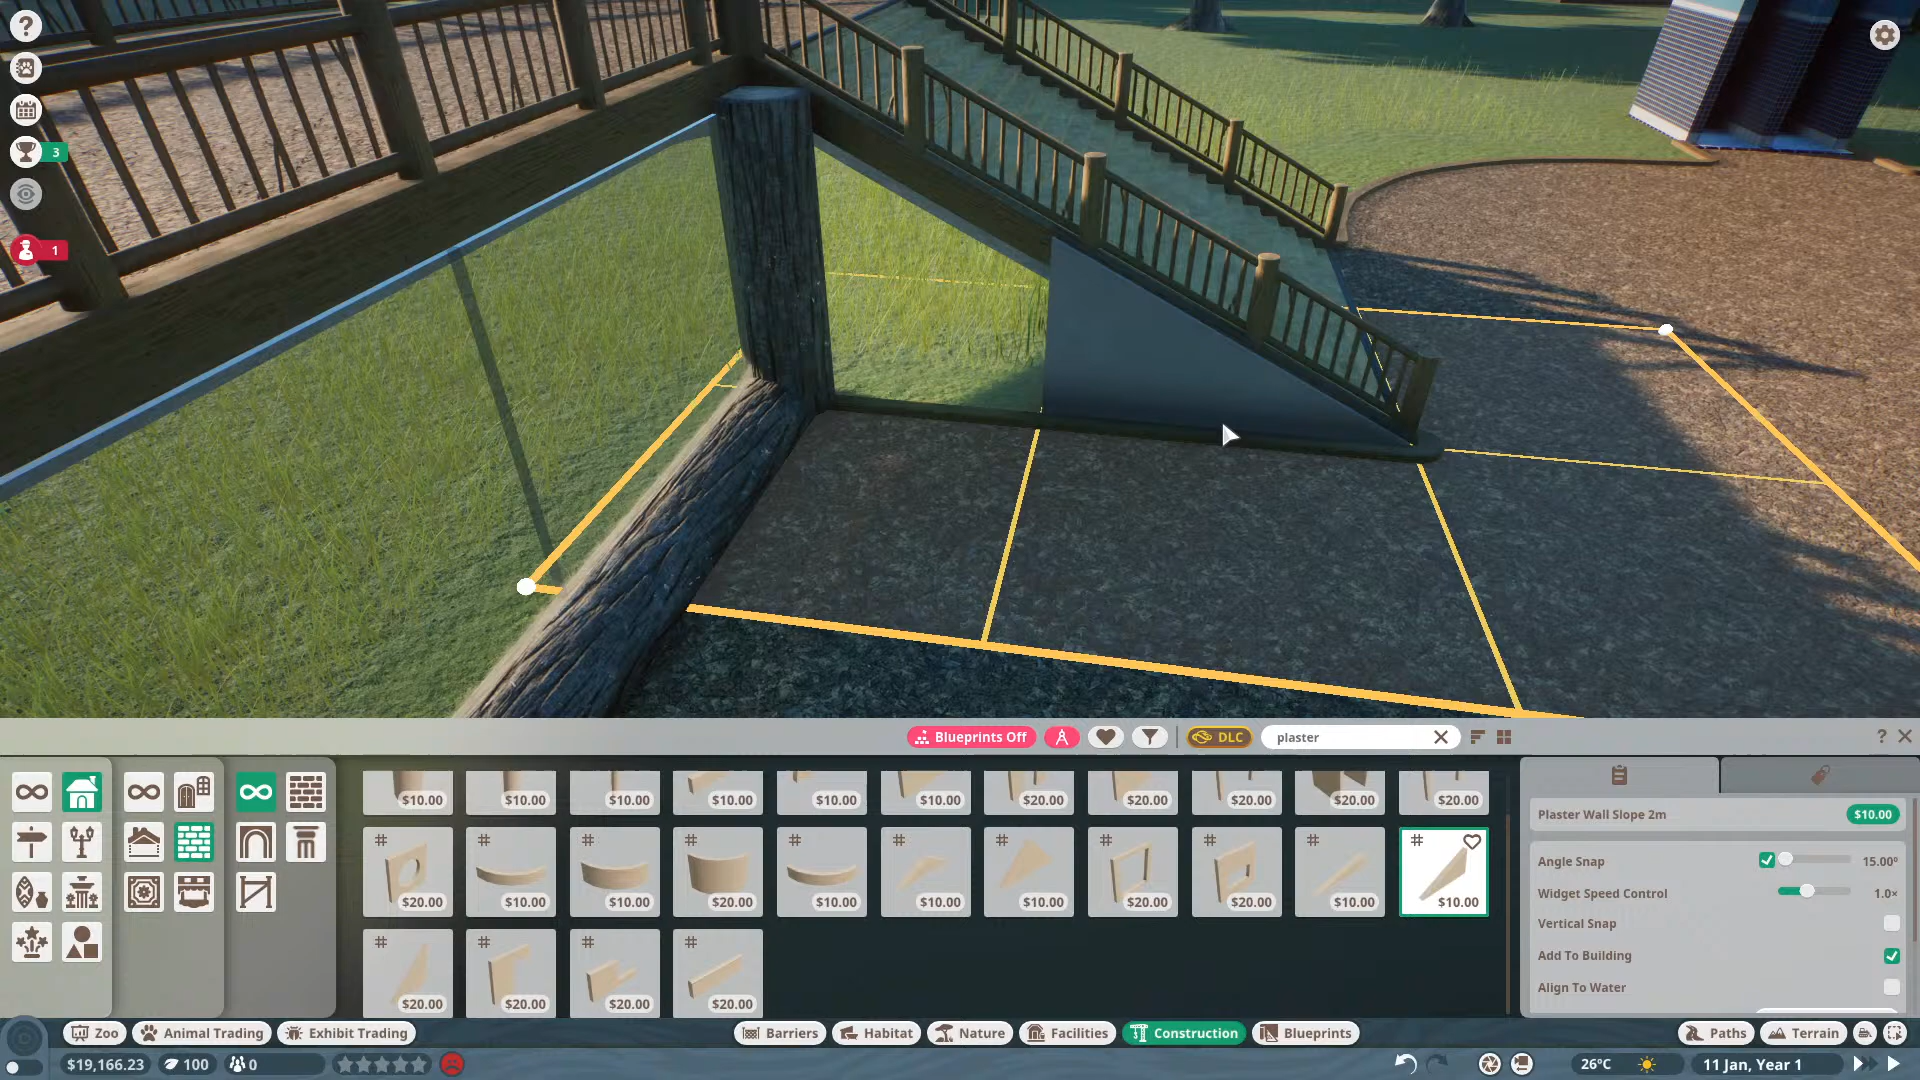 3
1
Blueprints Off
DLC
plaster
?
$10.00 $10.00 $10.00 $10.00 $10.00 $10.00 $20.00 $20.00 $20.00 $20.00 $20.00
$20.00 $10.00 $10.00 $20.00 $10.00 $10.00 $10.00 $20.00 $20.00 $10.00 $10.00
$20.00 $20.00 $20.00 $20.00
Plaster Wall Slope 2m $10.00
Angle Snap 15.00°
Widget Speed Control 1.0×
Vertical Snap
Add To Building
Align To Water
Zoo Animal Trading Exhibit Trading Barriers Habitat Nature Facilities Construction Blueprints Paths Terrain
$19,166.23 100 0 26°C 11 Jan, Year 1